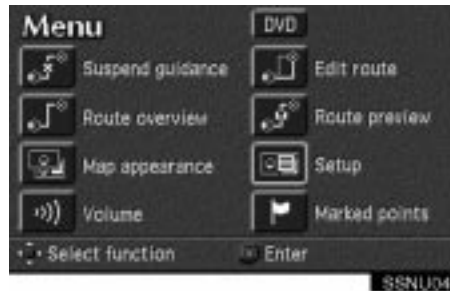 Menu DVD
Suspend guidance Edit route
Route overview Route preview
Map appearance Setup
Volume Marked points
Select function Enter
SSNU04